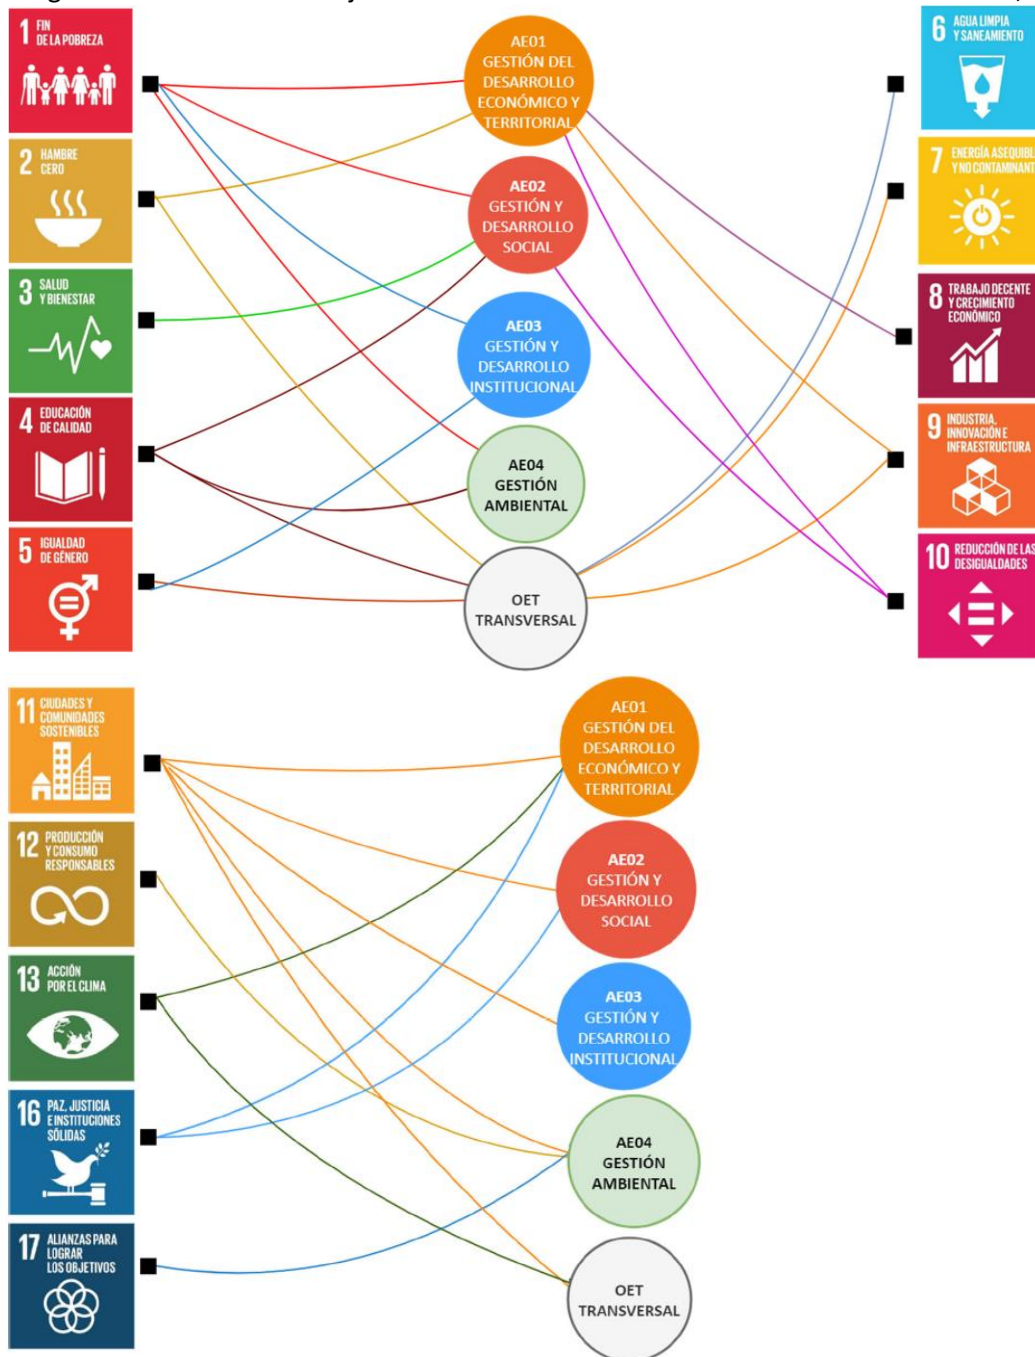 1 FIN
DE LA POBREZA
2 HAMBRE
CERO
3 SALUD
Y BIENESTAR
4 EDUCACIÓN
DE CALIDAD
5 IGUALDAD
DE GÉNERO
AE01
GESTIÓN DEL
DESARROLLO
ECONÓMICO Y
TERRITORIAL
AE02
GESTIÓN Y
DESARROLLO
SOCIAL
AE03
GESTIÓN Y
DESARROLLO
INSTITUCIONAL
AE04
GESTIÓN
AMBIENTAL
OET
TRANSVERSAL
6 AGUA LIMPIA
Y SANEAMIENTO
7 ENERGÍA ASEQUIBL
Y NO CONTAMINANT
8 TRABAJO DECENTE
Y CRECIMIENTO
ECONÓMICO
9 INDUSTRIA,
INNOVACIÓN E
INFRAESTRUCTURA
10 REDUCCIÓN DE LAS
DESIGUALDADES
11 CIUDADES Y
COMUNIDADES
SOSTENIBLES
12 PRODUCCIÓN
Y CONSUMO
RESPONSABLES
13 ACCIÓN
POR EL CLIMA
16 PAZ, JUSTICIA
E INSTITUCIONES
SÓLIDAS
17 ALIANZAS PARA
LOGRAR
LOS OBJETIVOS
AE01
GESTIÓN DEL
DESARROLLO
ECONÓMICO Y
TERRITORIAL
AE02
GESTIÓN Y
DESARROLLO
SOCIAL
AE03
GESTIÓN Y
DESARROLLO
INSTITUCIONAL
AE04
GESTIÓN
AMBIENTAL
OET
TRANSVERSAL